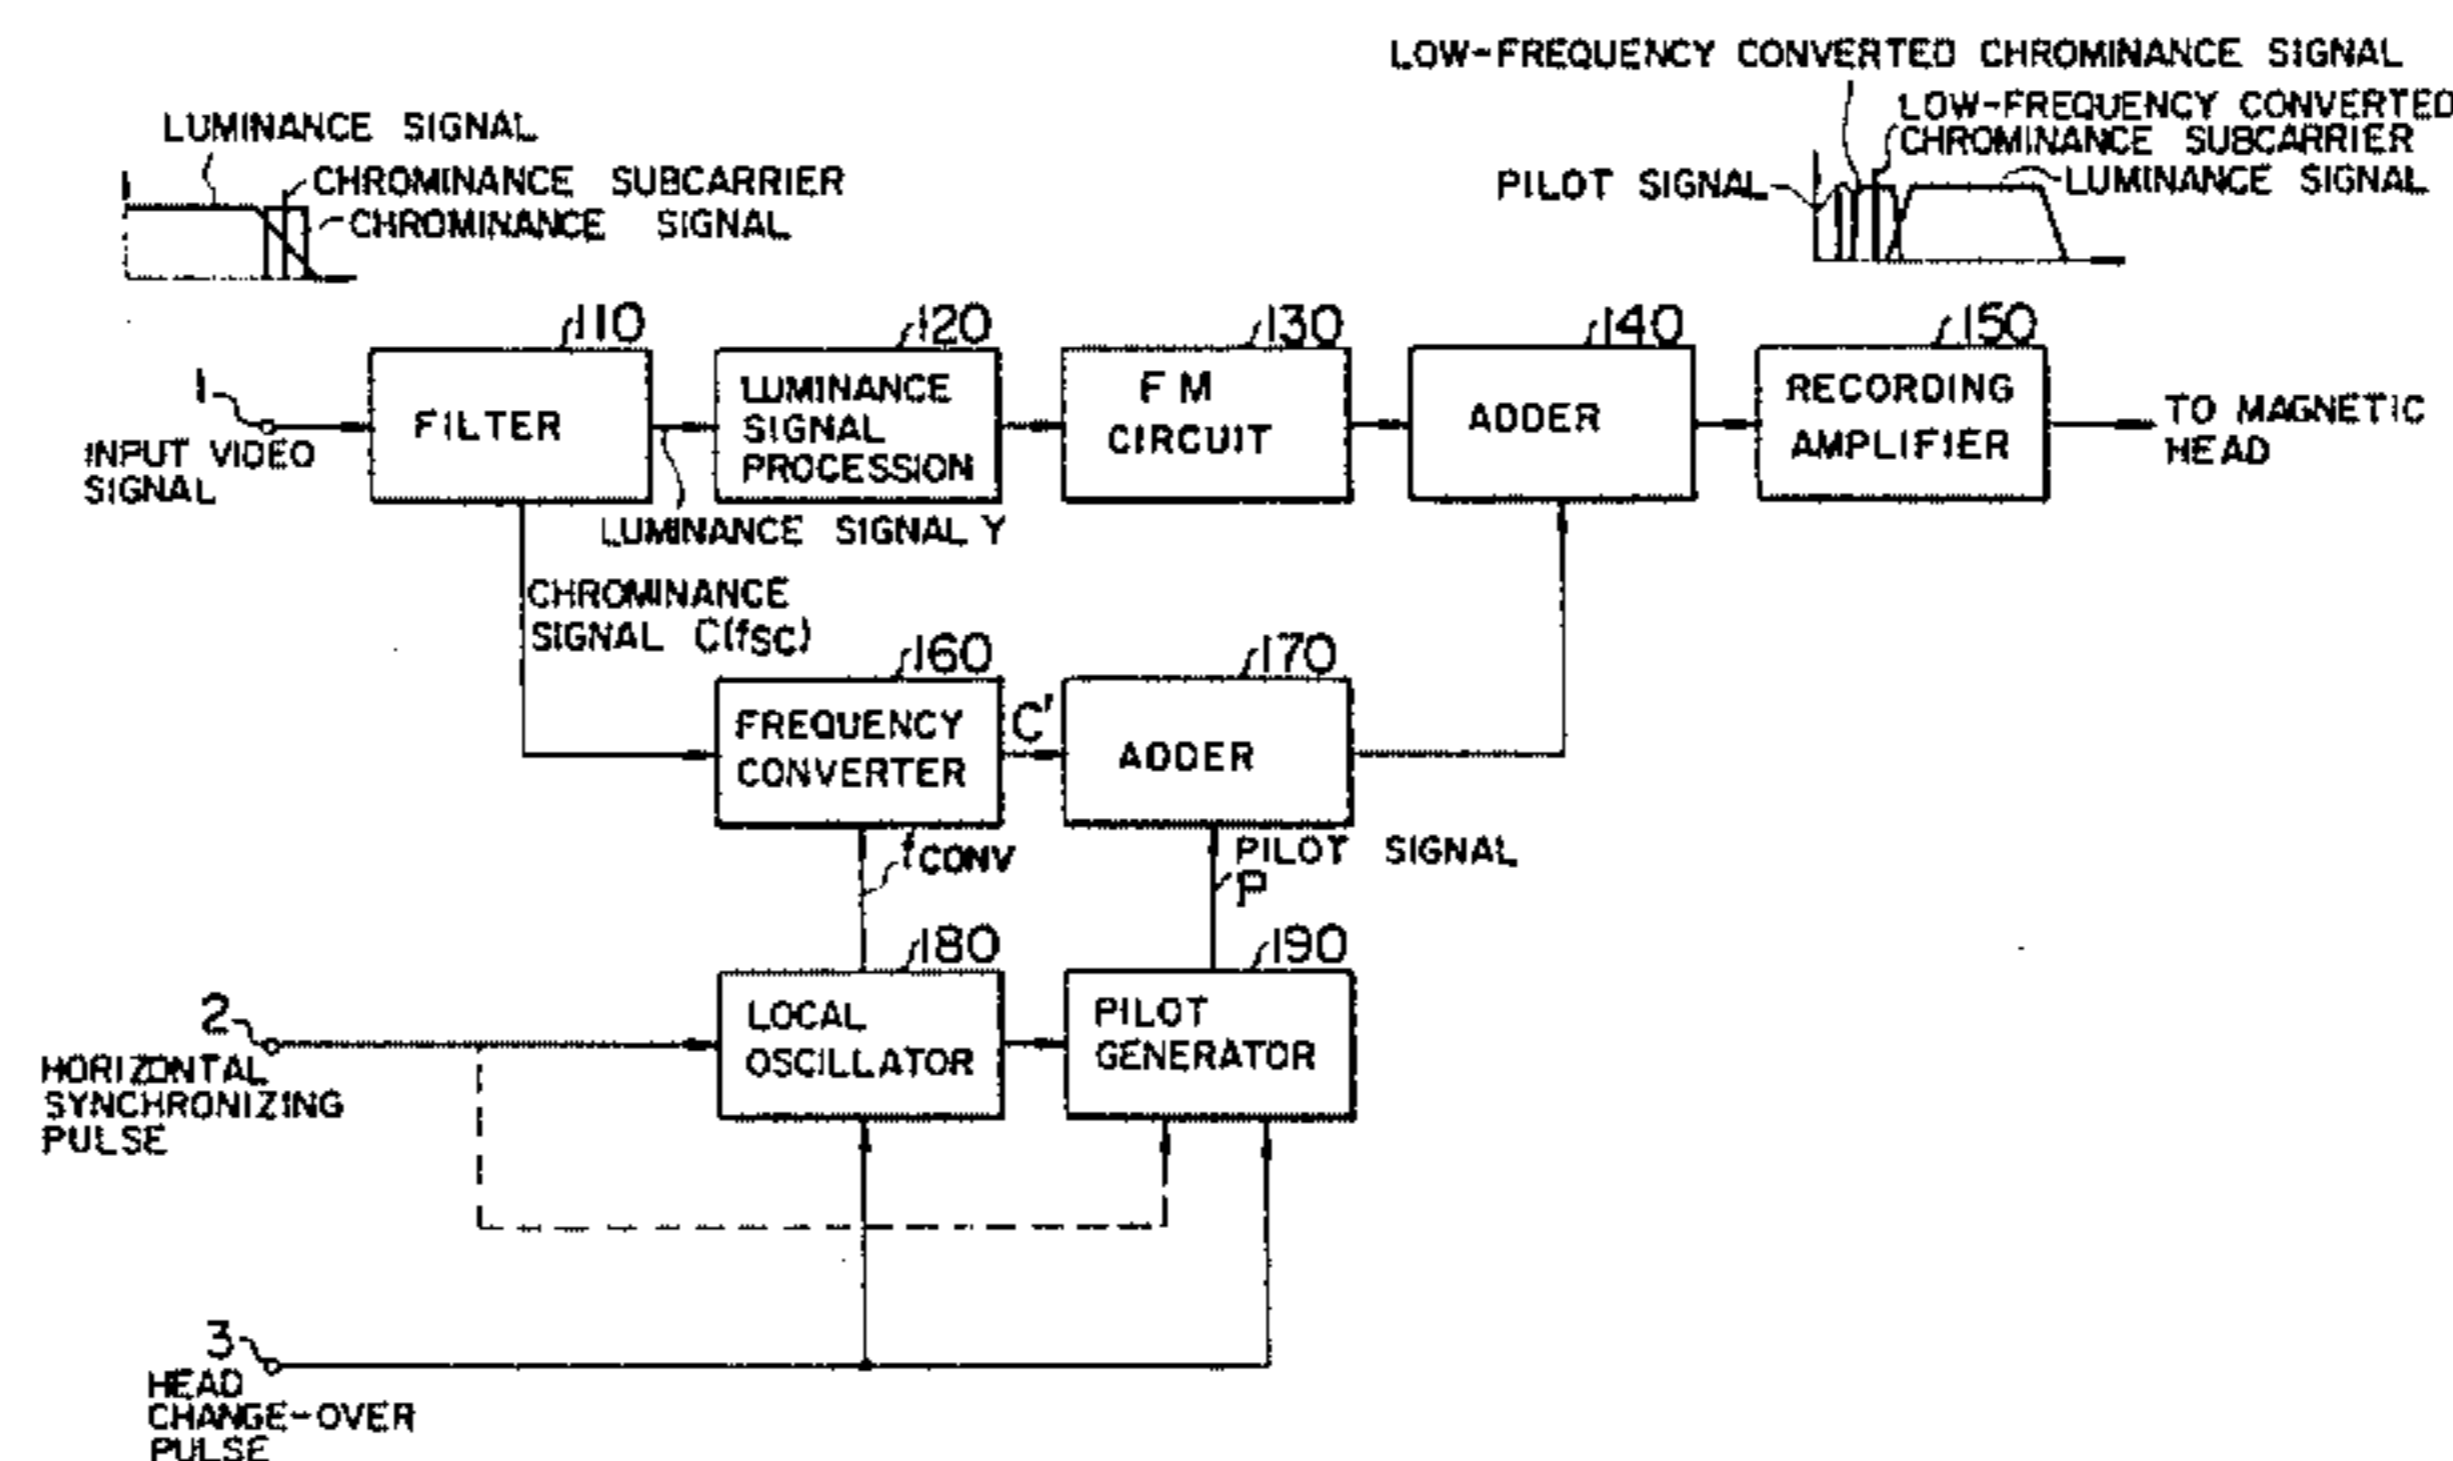 LOW-FREQUENCY CONVERTED CHROMINANCE SIGNAL
LOW-FREQUENCY CONVERTED
CHROMINANCE SUBCARRIER
PILOT SIGNAL
LUMINANCE SIGNAL
LUMINANCE SIGNAL
CHROMINANCE SUBCARRIER
CHROMINANCE SIGNAL
110
120
130
140
150
1
INPUT VIDEO
SIGNAL
FILTER
LUMINANCE
SIGNAL
PROCESSION
FM
CIRCUIT
ADDER
RECORDING
AMPLIFIER
TO MAGNETIC
HEAD
LUMINANCE SIGNAL Y
CHROMINANCE
SIGNAL C(fSC)
160
170
FREQUENCY
CONVERTER
C'
ADDER
fCONV
PILOT SIGNAL
P
180
190
2
HORIZONTAL
SYNCHRONIZING
PULSE
LOCAL
OSCILLATOR
PILOT
GENERATOR
3
HEAD
CHANGE-OVER
PULSE